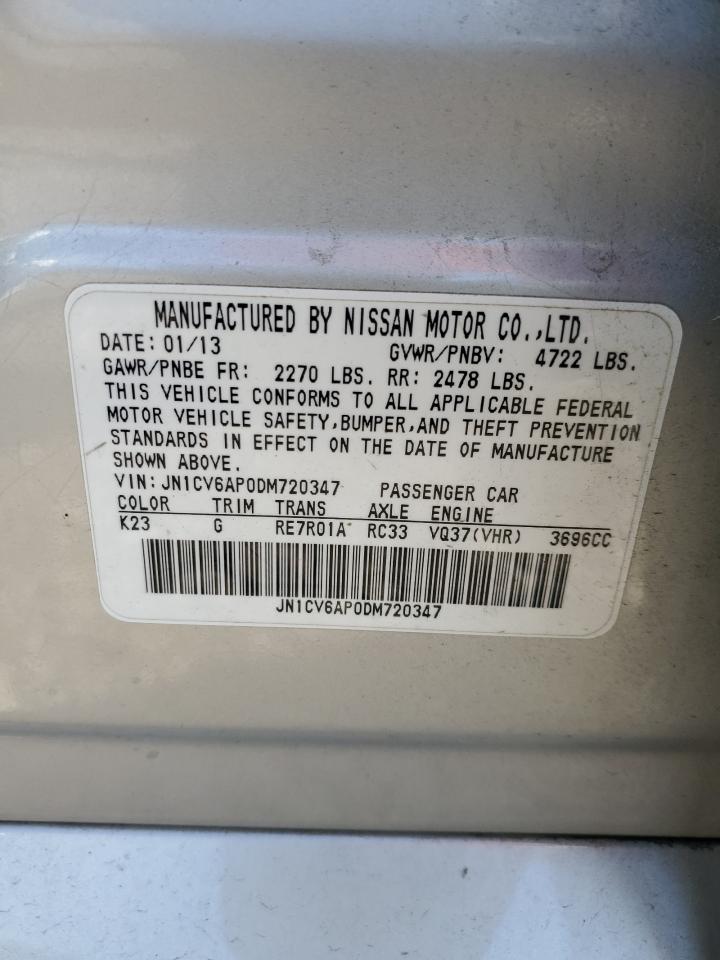 MANUFACTURED BY NISSAN MOTOR CO.,LTD.
DATE: 01/13 GVWR/PNBV: 4722 LBS.
GAWR/PNBE FR: 2270 LBS. RR: 2478 LBS.
THIS VEHICLE CONFORMS TO ALL APPLICABLE FEDERAL
MOTOR VEHICLE SAFETY,BUMPER,AND THEFT PREVENTION
STANDARDS IN EFFECT ON THE DATE OF MANUFACTURE
SHOWN ABOVE.
VIN: JN1CV6AP0DM720347 PASSENGER CAR
COLOR TRIM TRANS AXLE ENGINE
K23 G RE7R01A RC33 VQ37(VHR) 3696CC
JN1CV6AP0DM720347